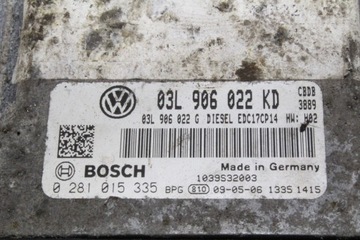 03L 906 022 KD
CBDB
3BB9
03L 906 022 G DIESEL EDC17CP14 HW: H02
BOSCH
Made in Germany
1039S32003
0 281 015 335
BPG 810 09-05-06 1335 1415